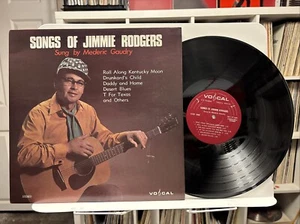 SONGS OF JIMMIE RODGERS
Sung by Mederic Gaudry
Roll Along Kentucky Moon
Drunkard's Child
Daddy and Home
Desert Blues
T For Texas
and Others
VOCAL
VOCAL